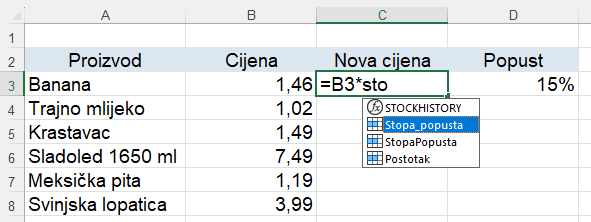 A B C D
1
2 Proizvod Cijena Nova cijena Popust
3 Banana 1,46 =B3*sto 15%
4 Trajno mlijeko 1,02 STOCKHISTORY
Stopa_popusta
5 Krastavac 1,49 StopaPopusta
6 Sladoled 1650 ml 7,49 Postotak
7 Meksička pita 1,19
8 Svinjska lopatica 3,99